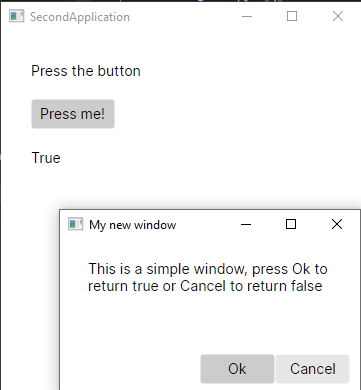 SecondApplication
Press the button
Press me!
True
My new window
This is a simple window, press Ok to
return true or Cancel to return false
Ok
Cancel